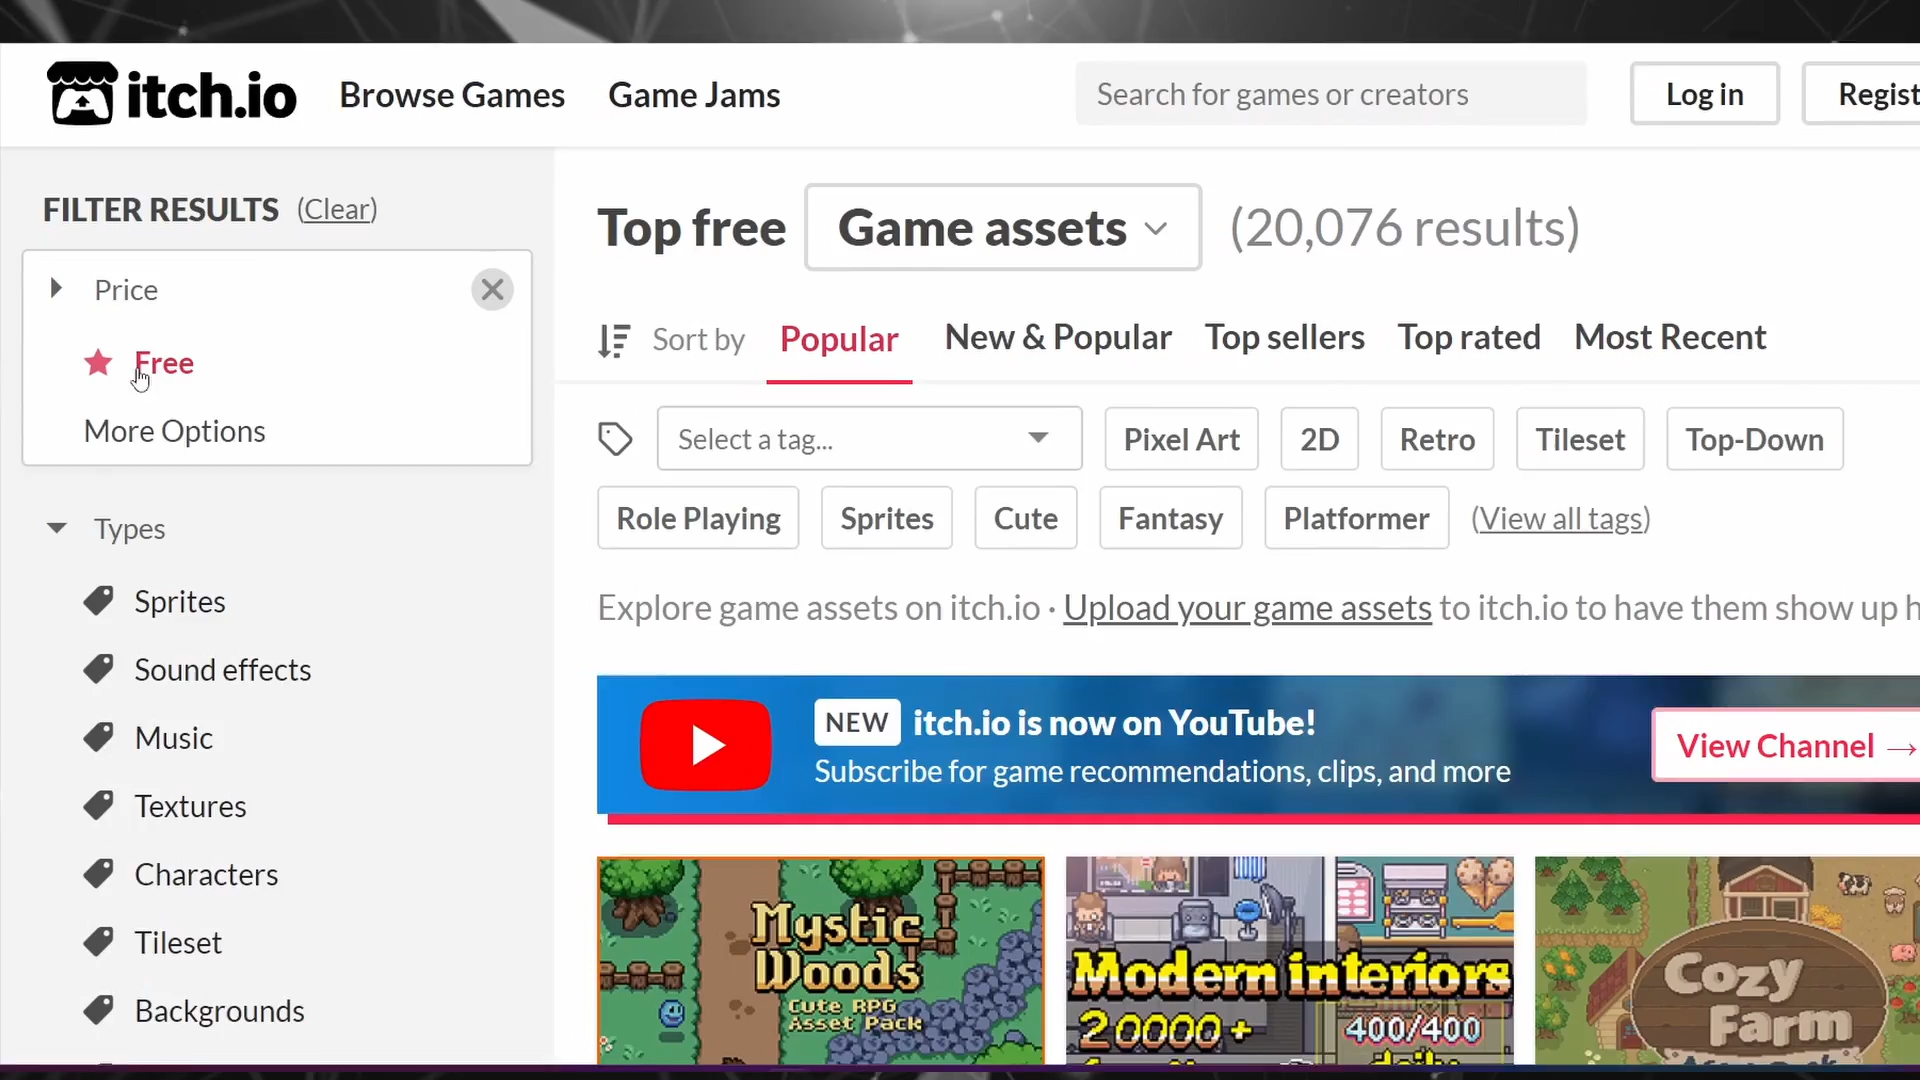 itch.io
Browse Games
Game Jams
Search for games or creators
Log in
Regist
FILTER RESULTS (Clear)
Price
Free
More Options
Types
Sprites
Sound effects
Music
Textures
Characters
Tileset
Backgrounds
Top free Game assets (20,076 results)
Sort by Popular New & Popular Top sellers Top rated Most Recent
Select a tag... Pixel Art 2D Retro Tileset Top-Down
Role Playing Sprites Cute Fantasy Platformer (View all tags)
Explore game assets on itch.io · Upload your game assets to itch.io to have them show up h
NEW itch.io is now on YouTube!
Subscribe for game recommendations, clips, and more
View Channel →
Mystic
Woods
Cute RPG
Asset Pack
Modern interiors
20000+ 400/400
Cozy
Farm